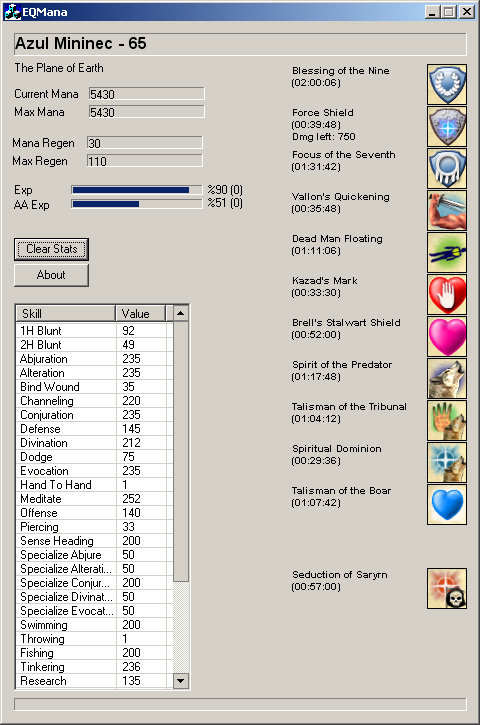 EQMana
Azul Mininec - 65
The Plane of Earth
Current Mana 5430
Max Mana 5430
Mana Regen 30
Max Regen 110
Exp %90 (0)
AA Exp %51 (0)
Clear Stats
About
Skill Value
1H Blunt 92
2H Blunt 49
Abjuration 235
Alteration 235
Bind Wound 35
Channeling 220
Conjuration 235
Defense 145
Divination 212
Dodge 75
Evocation 235
Hand To Hand 1
Meditate 252
Offense 140
Piercing 33
Sense Heading 200
Specialize Abjure 50
Specialize Alterati... 50
Specialize Conjur... 200
Specialize Divinat... 50
Specialize Evocat... 50
Swimming 200
Throwing 1
Fishing 200
Tinkering 236
Research 135
Blessing of the Nine
(02:00:06)
Force Shield
(00:39:48)
Dmg left: 750
Focus of the Seventh
(01:31:42)
Vallon's Quickening
(00:35:48)
Dead Man Floating
(01:11:06)
Kazad's Mark
(00:33:30)
Brell's Stalwart Shield
(00:52:00)
Spirit of the Predator
(01:17:48)
Talisman of the Tribunal
(01:04:12)
Spiritual Dominion
(00:29:36)
Talisman of the Boar
(01:07:42)
Seduction of Saryrn
(00:57:00)